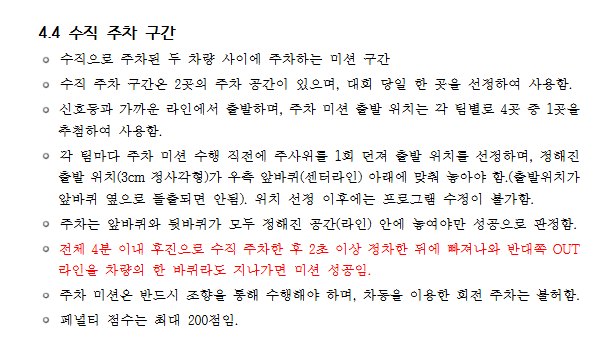 4.4 수직 주차 구간
수직으로 주차된 두 차량 사이에 주차하는 미션 구간
수직 주차 구간은 2곳의 주차 공간이 있으며, 대회 당일 한 곳을 선정하여 사용함.
신호등과 가까운 라인에서 출발하며, 주차 미션 출발 위치는 각 팀별로 4곳 중 1곳을
추첨하여 사용함.
각 팀마다 주차 미션 수행 직전에 주사위를 1회 던져 출발 위치를 선정하며, 정해진
출발 위치(3cm 정사각형)가 우측 앞바퀴(센터라인) 아래에 맞춰 놓아야 함.(출발위치가
앞바퀴 옆으로 돌출되면 안됨). 위치 선정 이후에는 프로그램 수정이 불가함.
주차는 앞바퀴와 뒷바퀴가 모두 정해진 공간(라인) 안에 놓여야만 성공으로 판정함.
전체 4분 이내 후진으로 수직 주차한 후 2초 이상 정차한 뒤에 빠져나와 반대쪽 OUT
라인을 차량의 한 바퀴라도 지나가면 미션 성공임.
주차 미션은 반드시 조향을 통해 수행해야 하며, 차동을 이용한 회전 주차는 불허함.
페널티 점수는 최대 200점임.